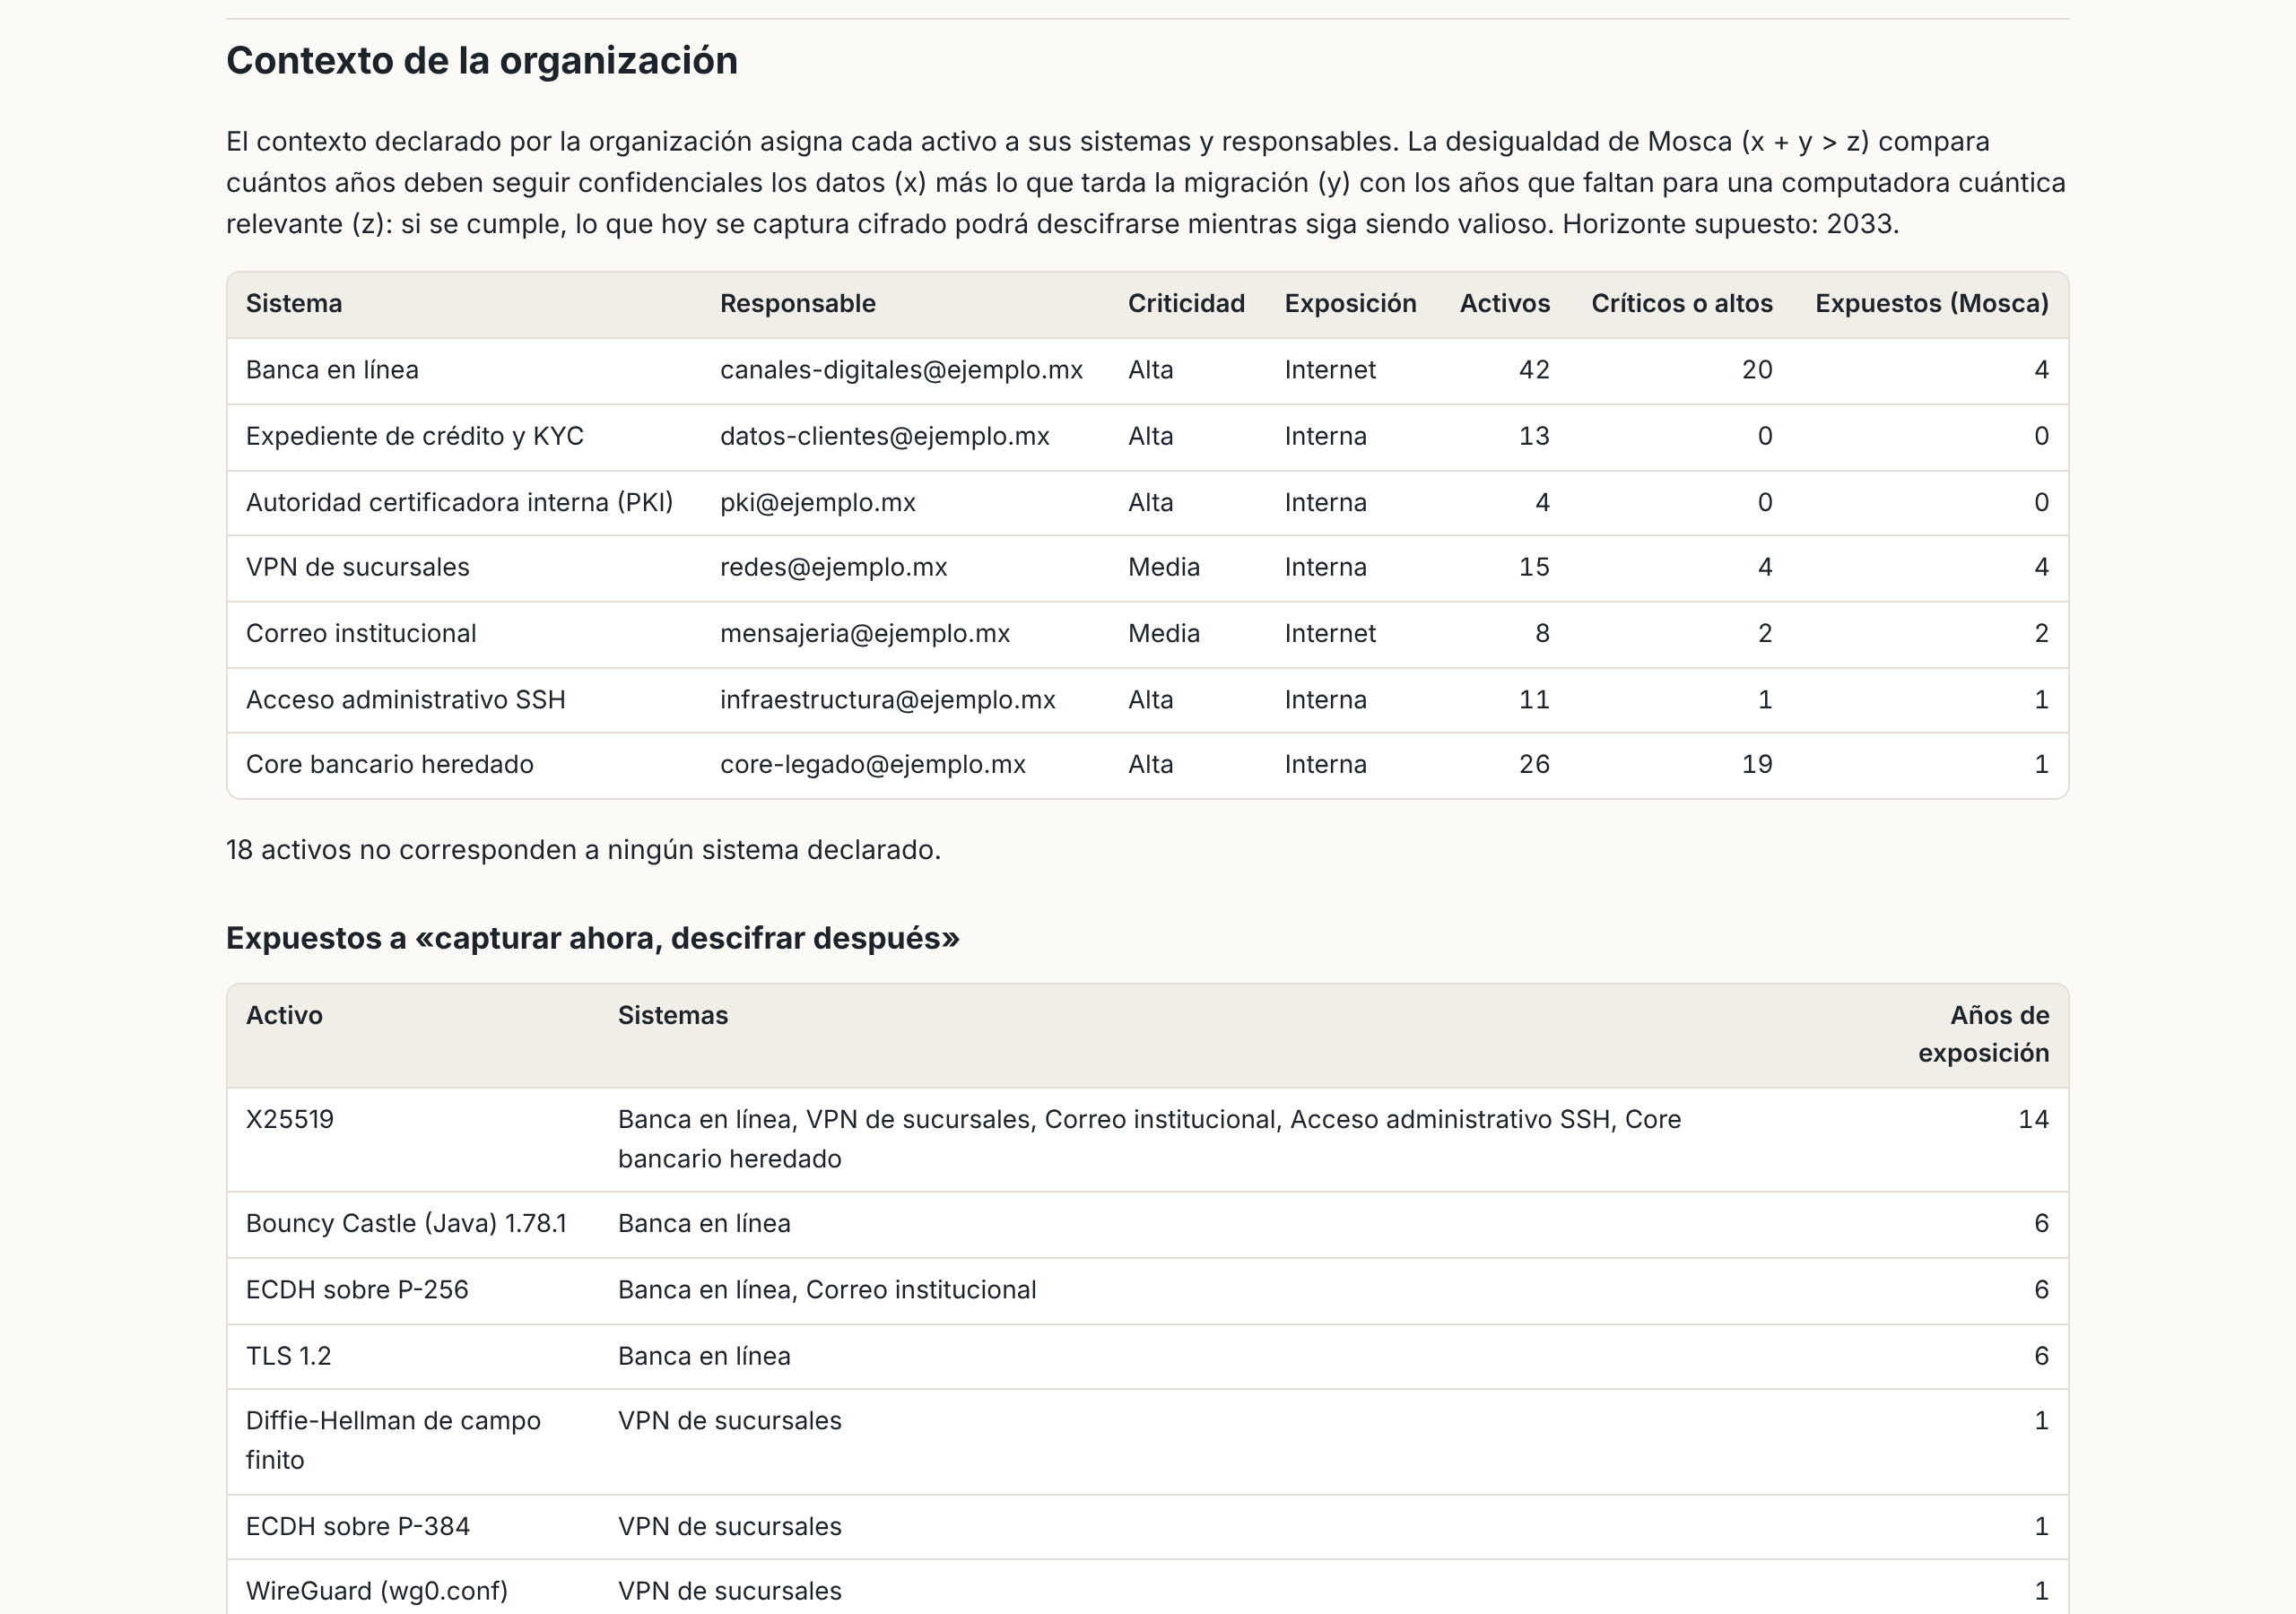 Contexto de la organización
El contexto declarado por la organización asigna cada activo a sus sistemas y responsables. La desigualdad de Mosca (x + y > z) compara
cuántos años deben seguir confidenciales los datos (x) más lo que tarda la migración (y) con los años que faltan para una computadora cuántica
relevante (z): si se cumple, lo que hoy se captura cifrado podrá descifrarse mientras siga siendo valioso. Horizonte supuesto: 2033.
Sistema Responsable Criticidad Exposición Activos Críticos o altos Expuestos (Mosca)
Banca en línea canales-digitales@ejemplo.mx Alta Internet 42 20 4
Expediente de crédito y KYC datos-clientes@ejemplo.mx Alta Interna 13 0 0
Autoridad certificadora interna (PKI) pki@ejemplo.mx Alta Interna 4 0 0
VPN de sucursales redes@ejemplo.mx Media Interna 15 4 4
Correo institucional mensajeria@ejemplo.mx Media Internet 8 2 2
Acceso administrativo SSH infraestructura@ejemplo.mx Alta Interna 11 1 1
Core bancario heredado core-legado@ejemplo.mx Alta Interna 26 19 1
18 activos no corresponden a ningún sistema declarado.
Expuestos a «capturar ahora, descifrar después»
Activo Sistemas Años de
exposición
X25519 Banca en línea, VPN de sucursales, Correo institucional, Acceso administrativo SSH, Core 14
bancario heredado
Bouncy Castle (Java) 1.78.1 Banca en línea 6
ECDH sobre P-256 Banca en línea, Correo institucional 6
TLS 1.2 Banca en línea 6
Diffie-Hellman de campo VPN de sucursales 1
finito
ECDH sobre P-384 VPN de sucursales 1
WireGuard (wg0.conf) VPN de sucursales 1